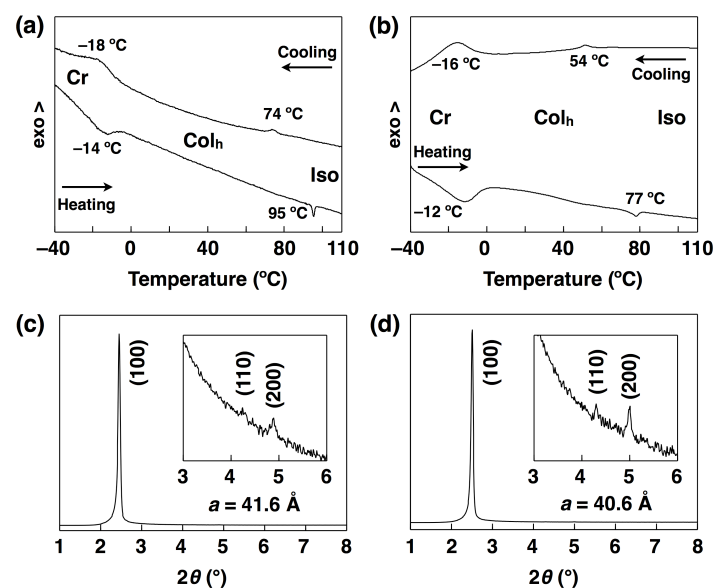 (a)
–18 ºC
Cooling
Cr
74 ºC
exo >
Colh
–14 ºC
Iso
Heating
95 ºC
–40 0 40 80 110
Temperature (ºC)
(b)
–16 ºC
54 ºC
Cooling
exo >
Cr
Colh
Iso
Heating
–12 ºC
77 ºC
–40 0 40 80 110
Temperature (ºC)
(c)
(100)
(110)
(200)
3 4 5 6
a = 41.6 Å
1 2 3 4 5 6 7 8
2θ (°)
(d)
(100)
(110)
(200)
3 4 5 6
a = 40.6 Å
1 2 3 4 5 6 7 8
2θ (°)